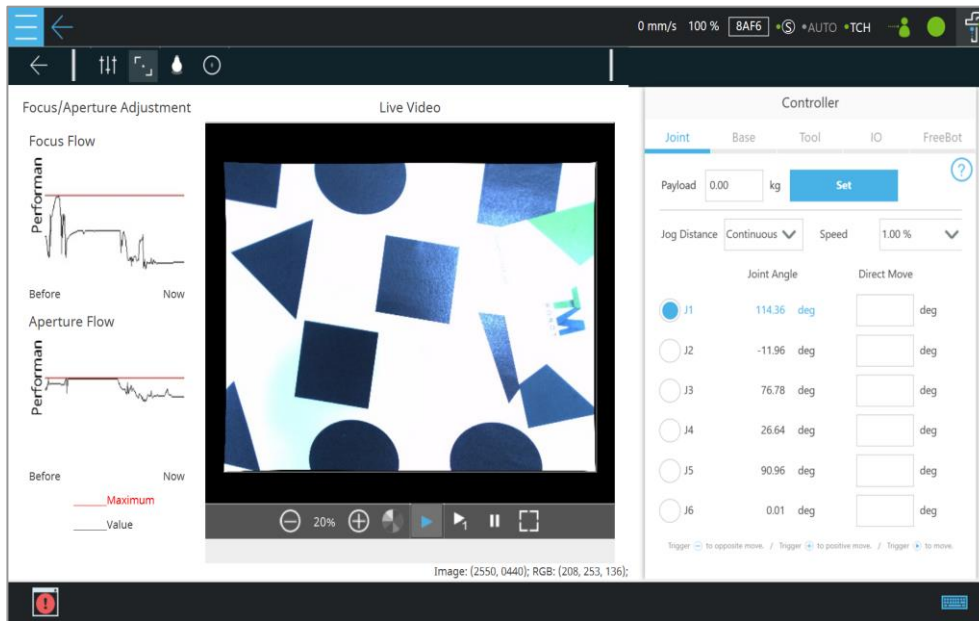 0 mm/s 100 % 8AF6 S AUTO TCH
Focus/Aperture Adjustment
Focus Flow
Performan
Before Now
Aperture Flow
Performan
Before Now
Maximum
Value
Live Video
TM
ROBOT
20%
1
Image: (2550, 0440); RGB: (208, 253, 136);
Controller
Joint Base Tool IO FreeBot
?
Payload 0.00 kg Set
Jog Distance Continuous Speed 1.00 %
Joint Angle Direct Move
J1 114.36 deg deg
J2 -11.96 deg deg
J3 76.78 deg deg
J4 26.64 deg deg
J5 90.96 deg deg
J6 0.01 deg deg
Trigger to opposite move. / Trigger to positive move. / Trigger to move.
!